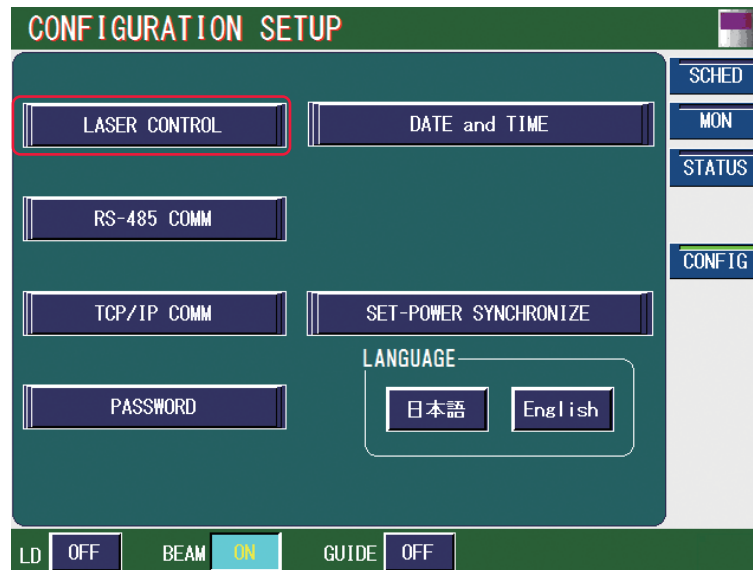 CONFIGURATION SETUP
SCHED
LASER CONTROL
DATE and TIME
MON
STATUS
RS-485 COMM
CONFIG
TCP/IP COMM
SET-POWER SYNCHRONIZE
LANGUAGE
PASSWORD
日本語
English
LD OFF BEAM ON GUIDE OFF